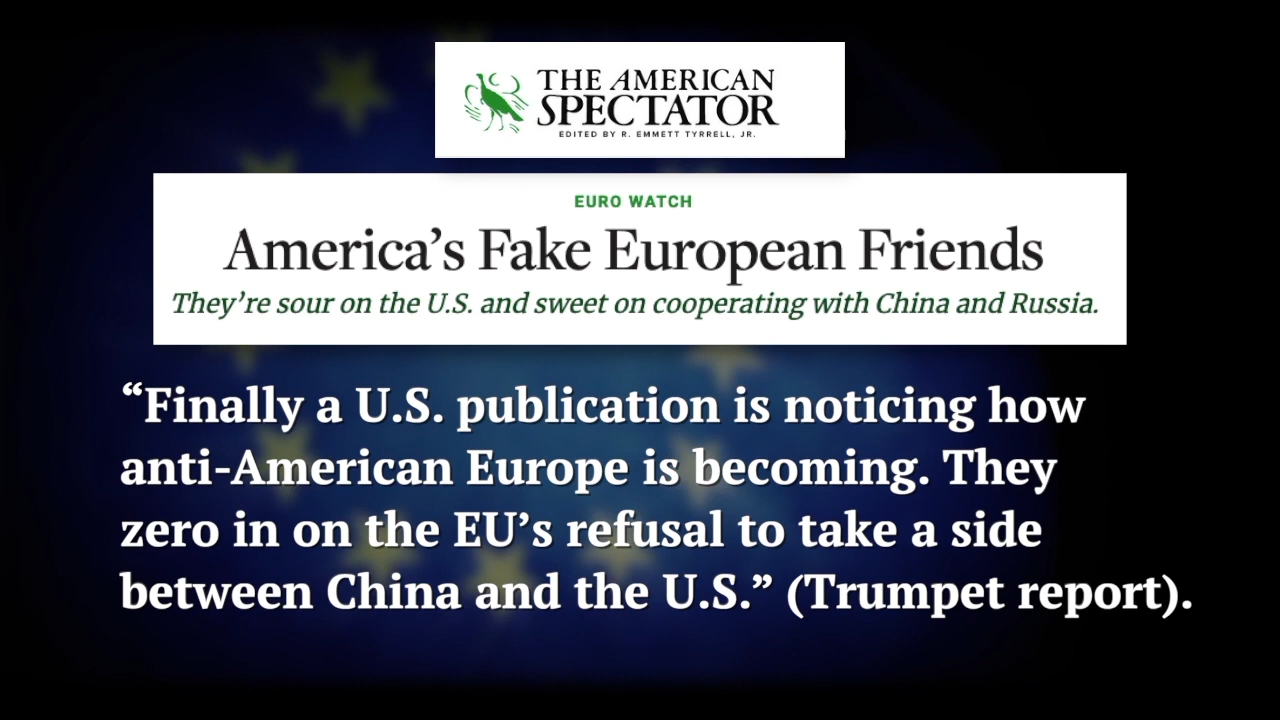 THE AMERICAN
SPECTATOR
EDITED BY R. EMMETT TYRRELL, JR.
EURO WATCH
America’s Fake European Friends
They’re sour on the U.S. and sweet on cooperating with China and Russia.
“Finally a U.S. publication is noticing how
anti-American Europe is becoming. They
zero in on the EU’s refusal to take a side
between China and the U.S.” (Trumpet report).